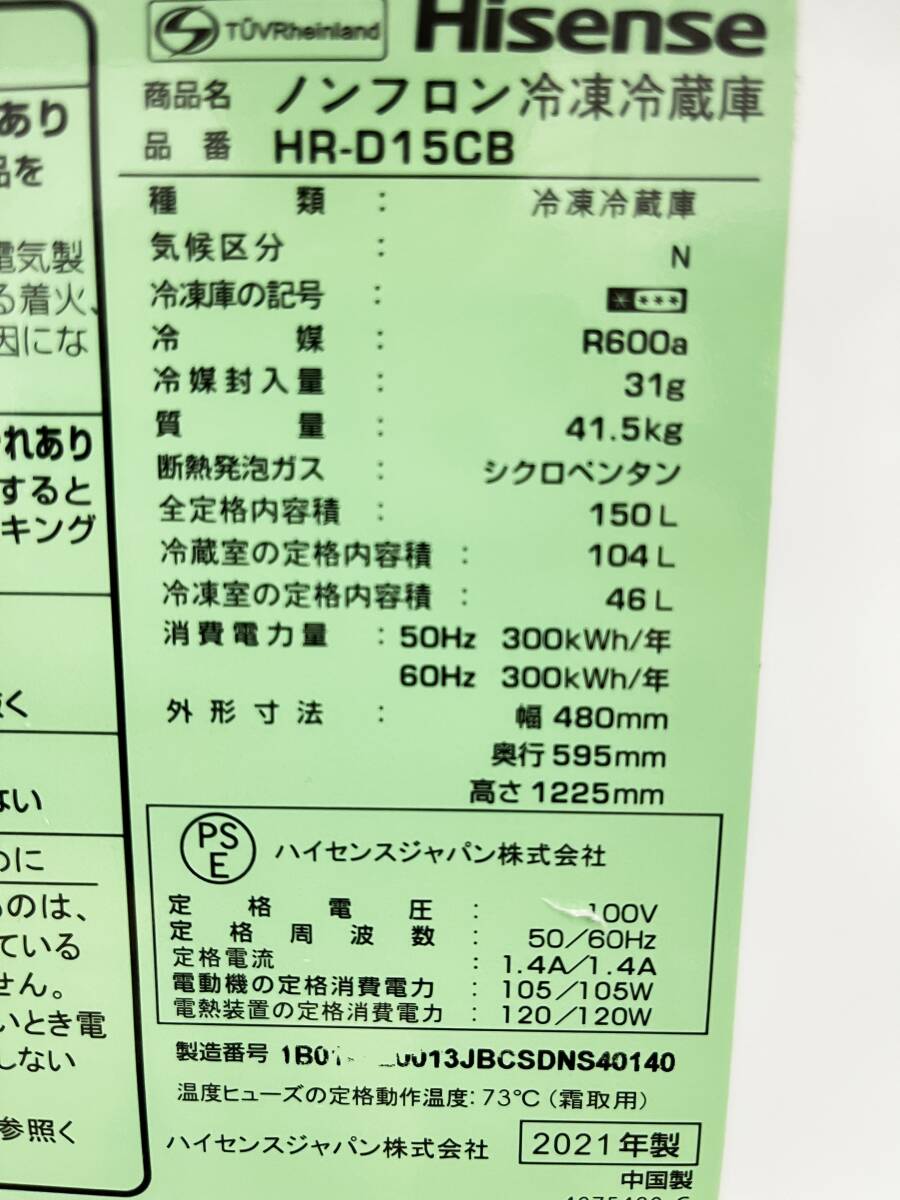 TÜVRheinland
Hisense
商品名 ノンフロン冷凍冷蔵庫
品番 HR-D15CB
種類 : 冷凍冷蔵庫
気候区分 : N
冷凍庫の記号 : ****
冷媒 : R600a
冷媒封入量 : 31g
質量 : 41.5kg
断熱発泡ガス : シクロペンタン
全定格内容積 : 150L
冷蔵室の定格内容積 : 104L
冷凍室の定格内容積 : 46L
消費電力量 : 50Hz 300kWh/年
60Hz 300kWh/年
外形寸法 : 幅 480mm
奥行 595mm
高さ 1225mm
PSE ハイセンスジャパン株式会社
定格電圧 : 100V
定格周波数 : 50/60Hz
定格電流 : 1.4A/1.4A
電動機の定格消費電力 : 105/105W
電熱装置の定格消費電力 : 120/120W
製造番号 1B01 0013JBCSDNS40140
温度ヒューズの定格動作温度:73℃(霜取用)
ハイセンスジャパン株式会社 2021年製
中国製
あり
品を
電気製
る着火、
因にな
れあり
すると
キング
く
ない
めに
のは、
ている
せん。
いとき電
しない
参照く